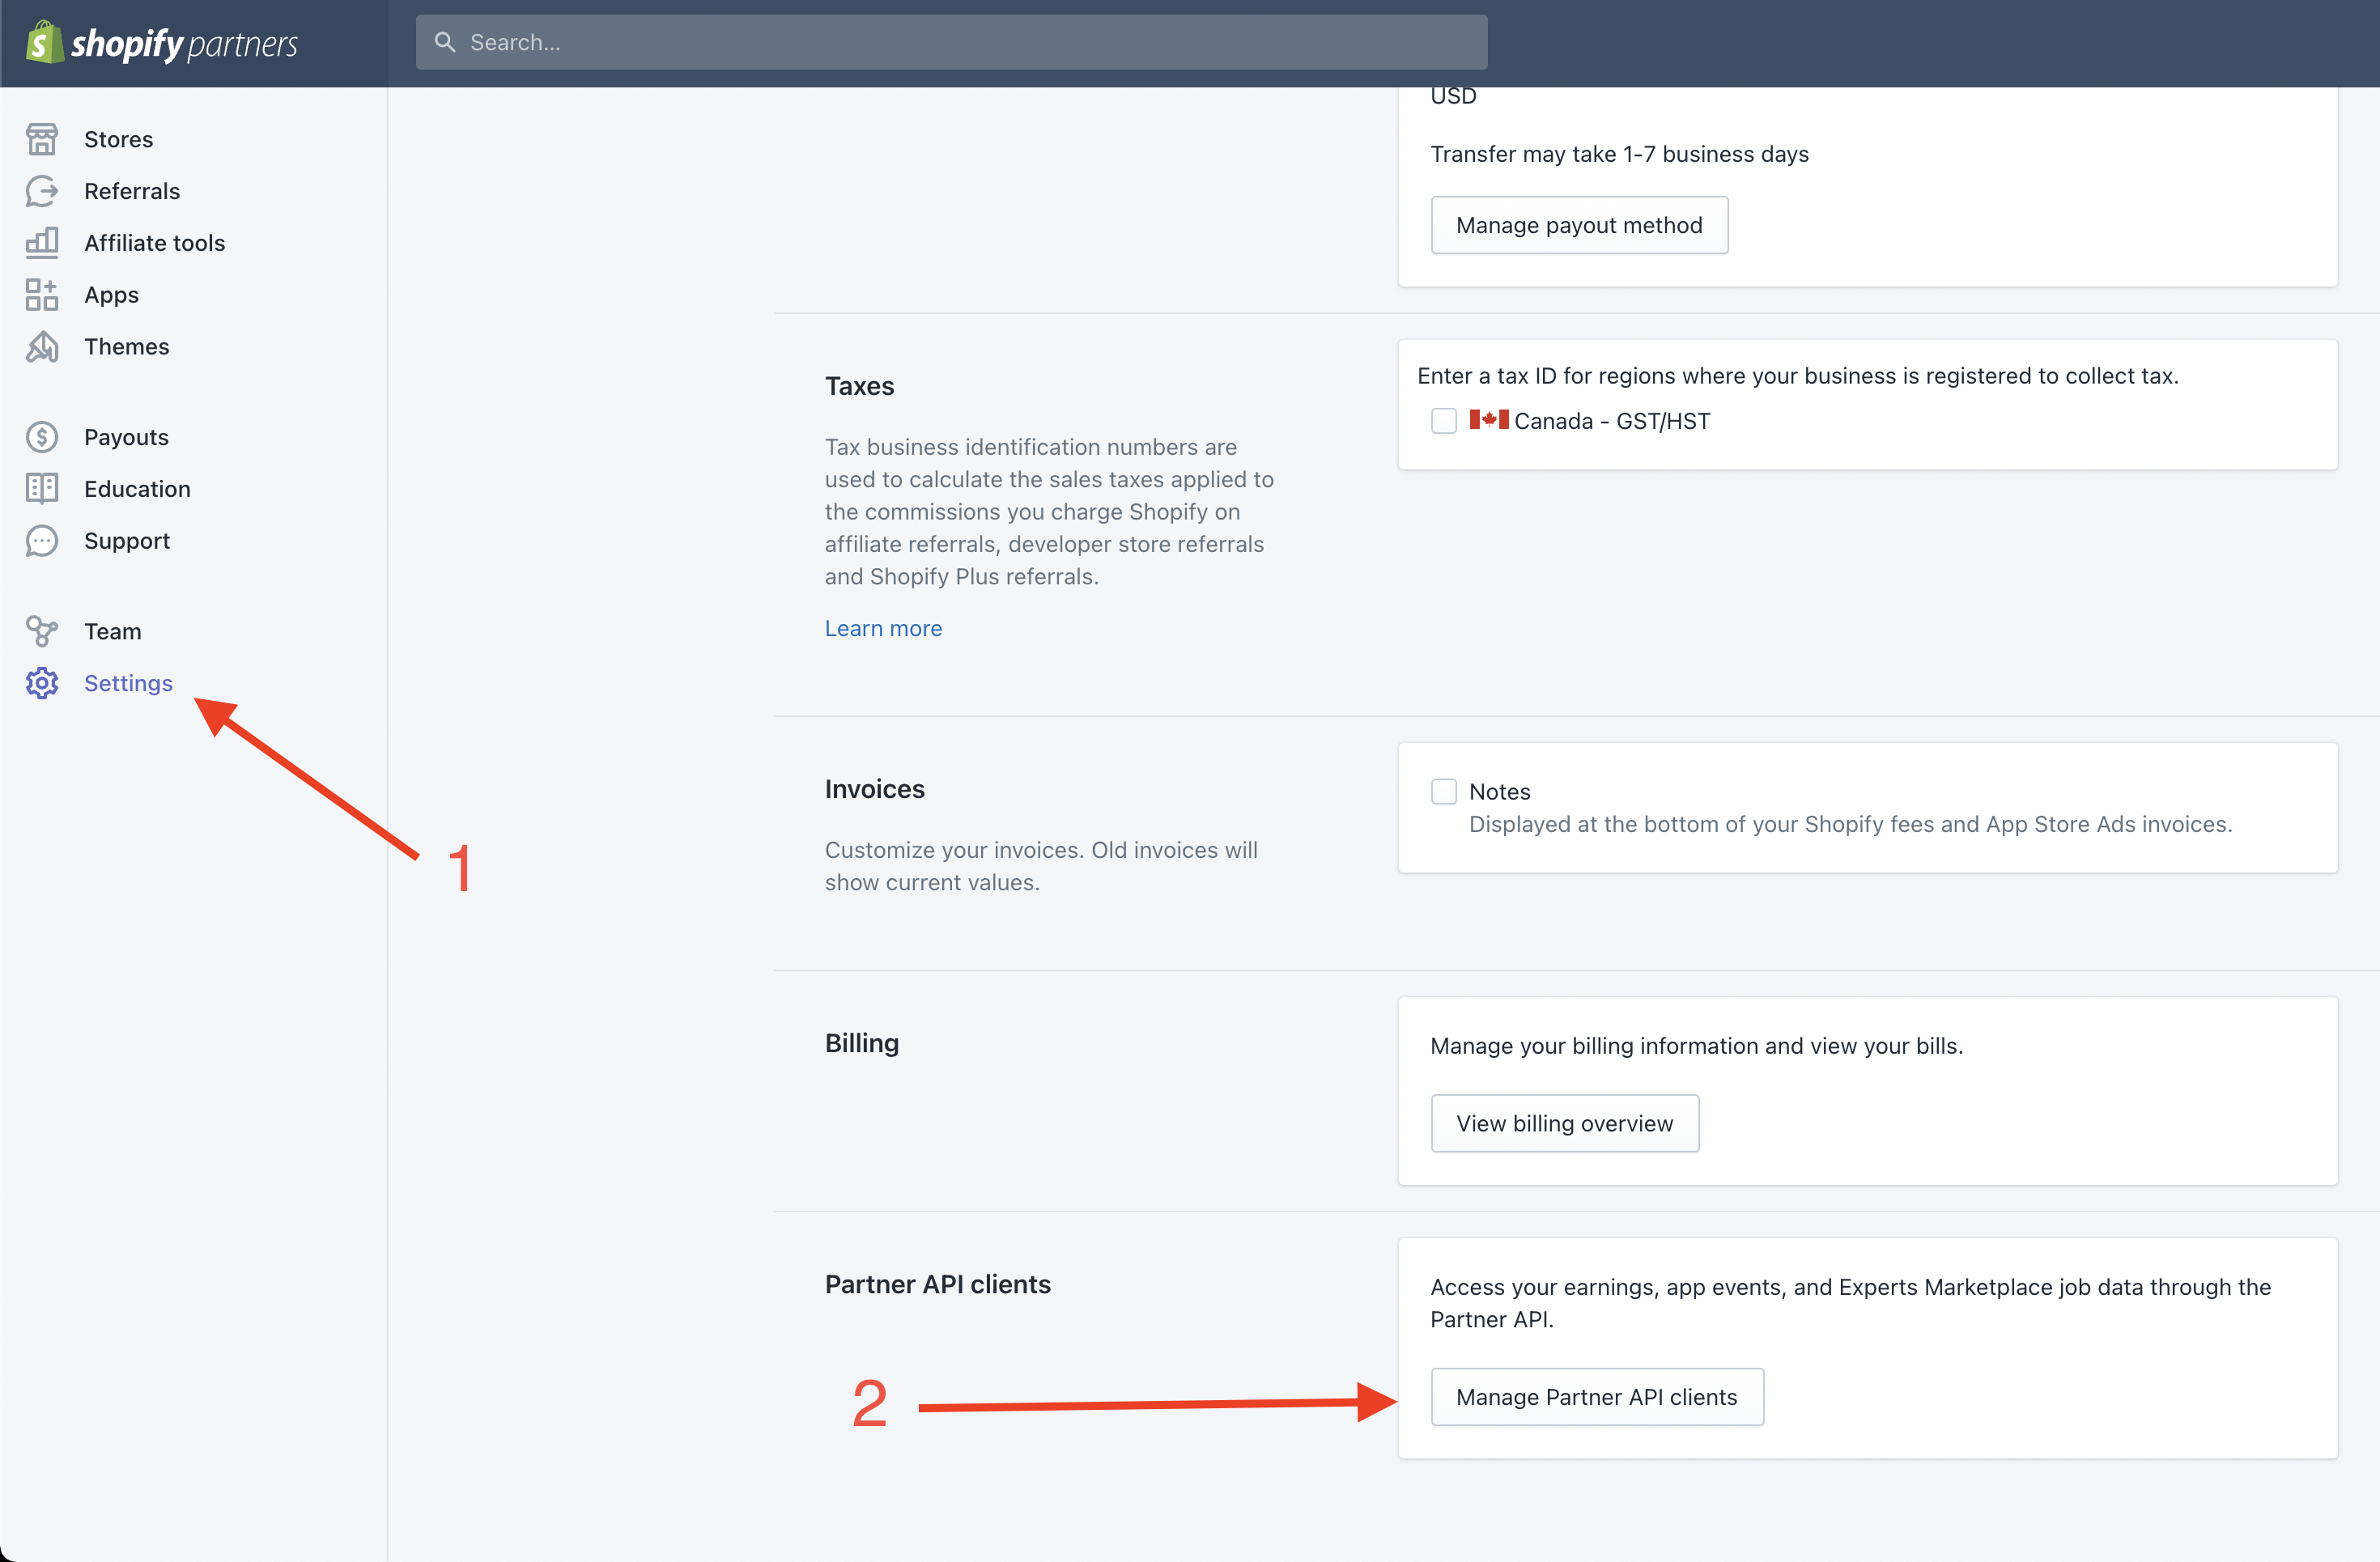 shopify partners
Search...
Stores
Referrals
Affiliate tools
Apps
Themes
Payouts
Education
Support
Team
Settings
1
USD
Transfer may take 1-7 business days
Manage payout method
Taxes
Tax business identification numbers are
used to calculate the sales taxes applied to
the commissions you charge Shopify on
affiliate referrals, developer store referrals
and Shopify Plus referrals.
Learn more
Enter a tax ID for regions where your business is registered to collect tax.
Canada - GST/HST
Invoices
Customize your invoices. Old invoices will
show current values.
Notes
Displayed at the bottom of your Shopify fees and App Store Ads invoices.
Billing
Manage your billing information and view your bills.
View billing overview
Partner API clients
Access your earnings, app events, and Experts Marketplace job data through the
Partner API.
2
Manage Partner API clients